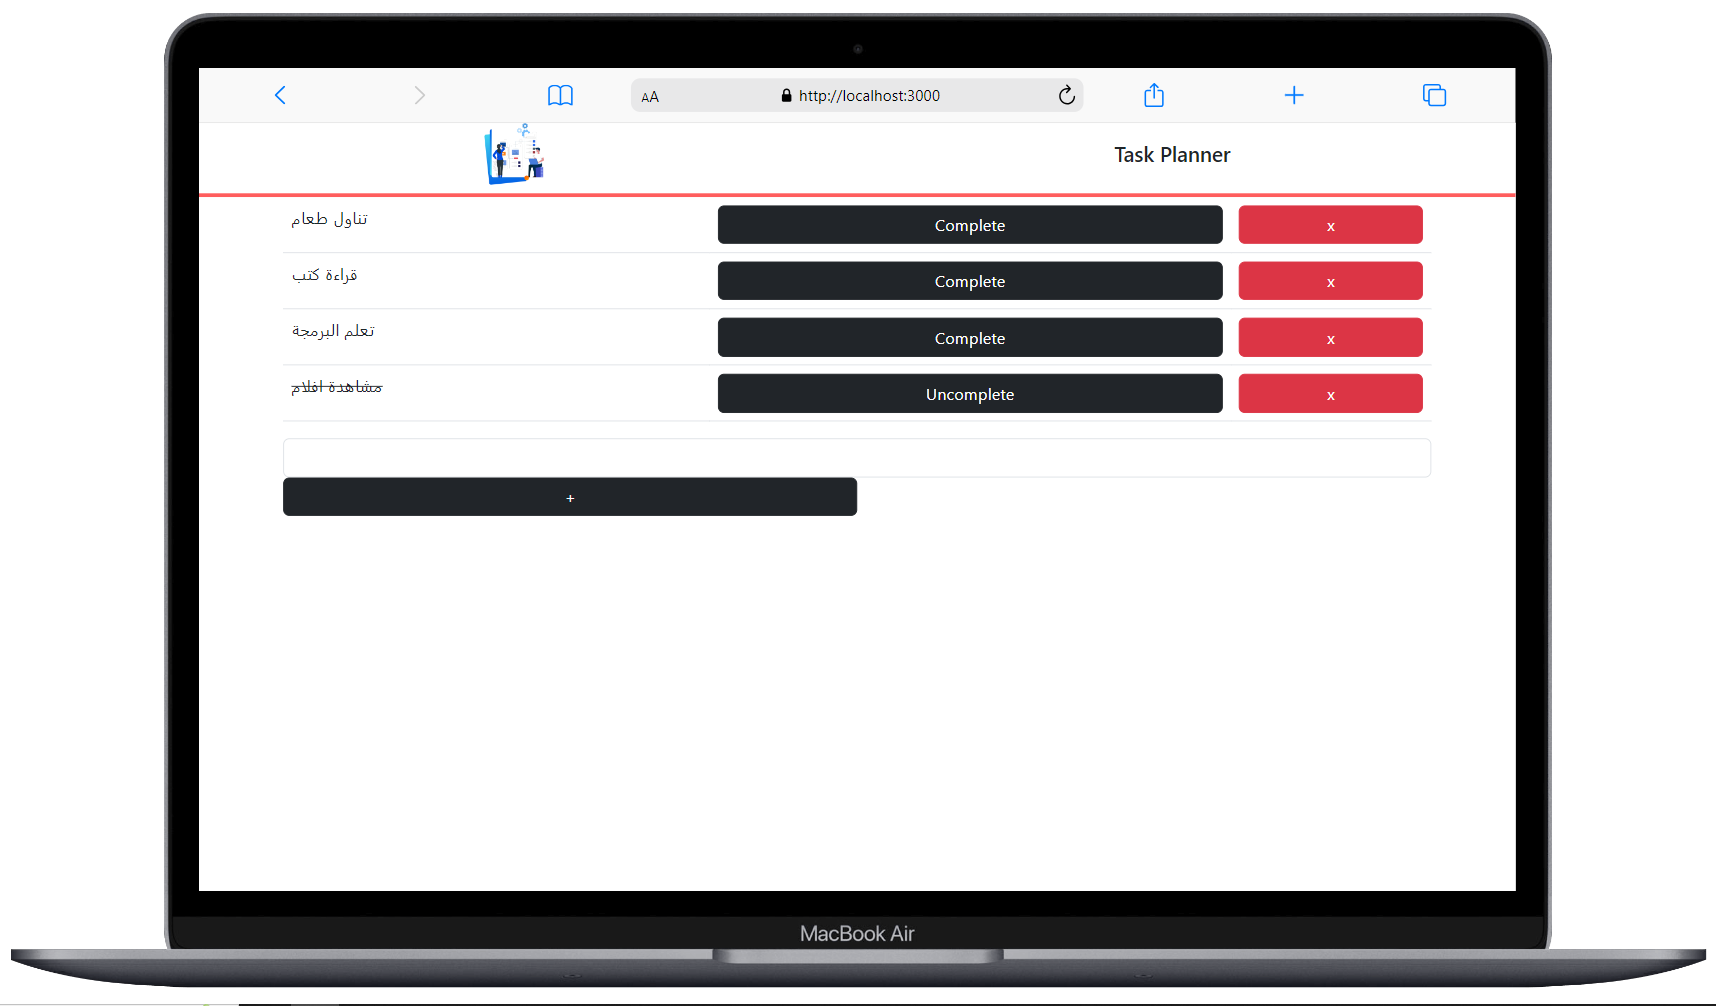 AA http://localhost:3000
Task Planner
تناول طعام Complete x
قراءة كتب Complete x
تعلم البرمجة Complete x
مشاهدة افلام Uncomplete x
+
MacBook Air